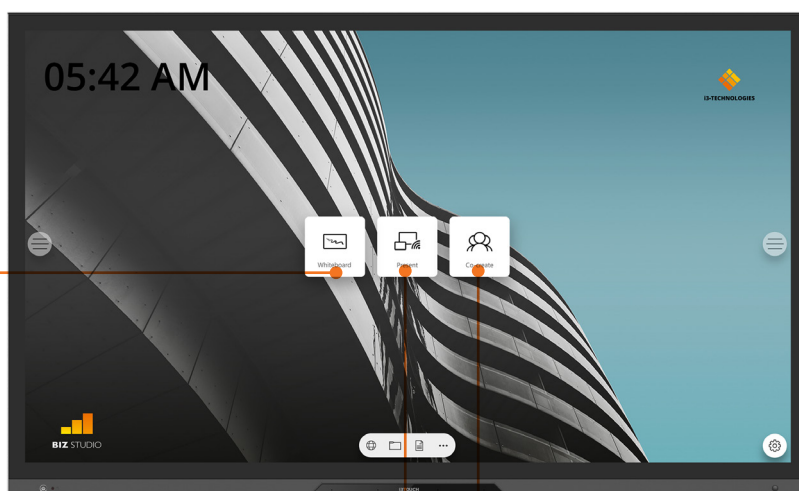 05:42 AM
I3-TECHNOLOGIES
Whiteboard
Present
Co-create
BIZ STUDIO